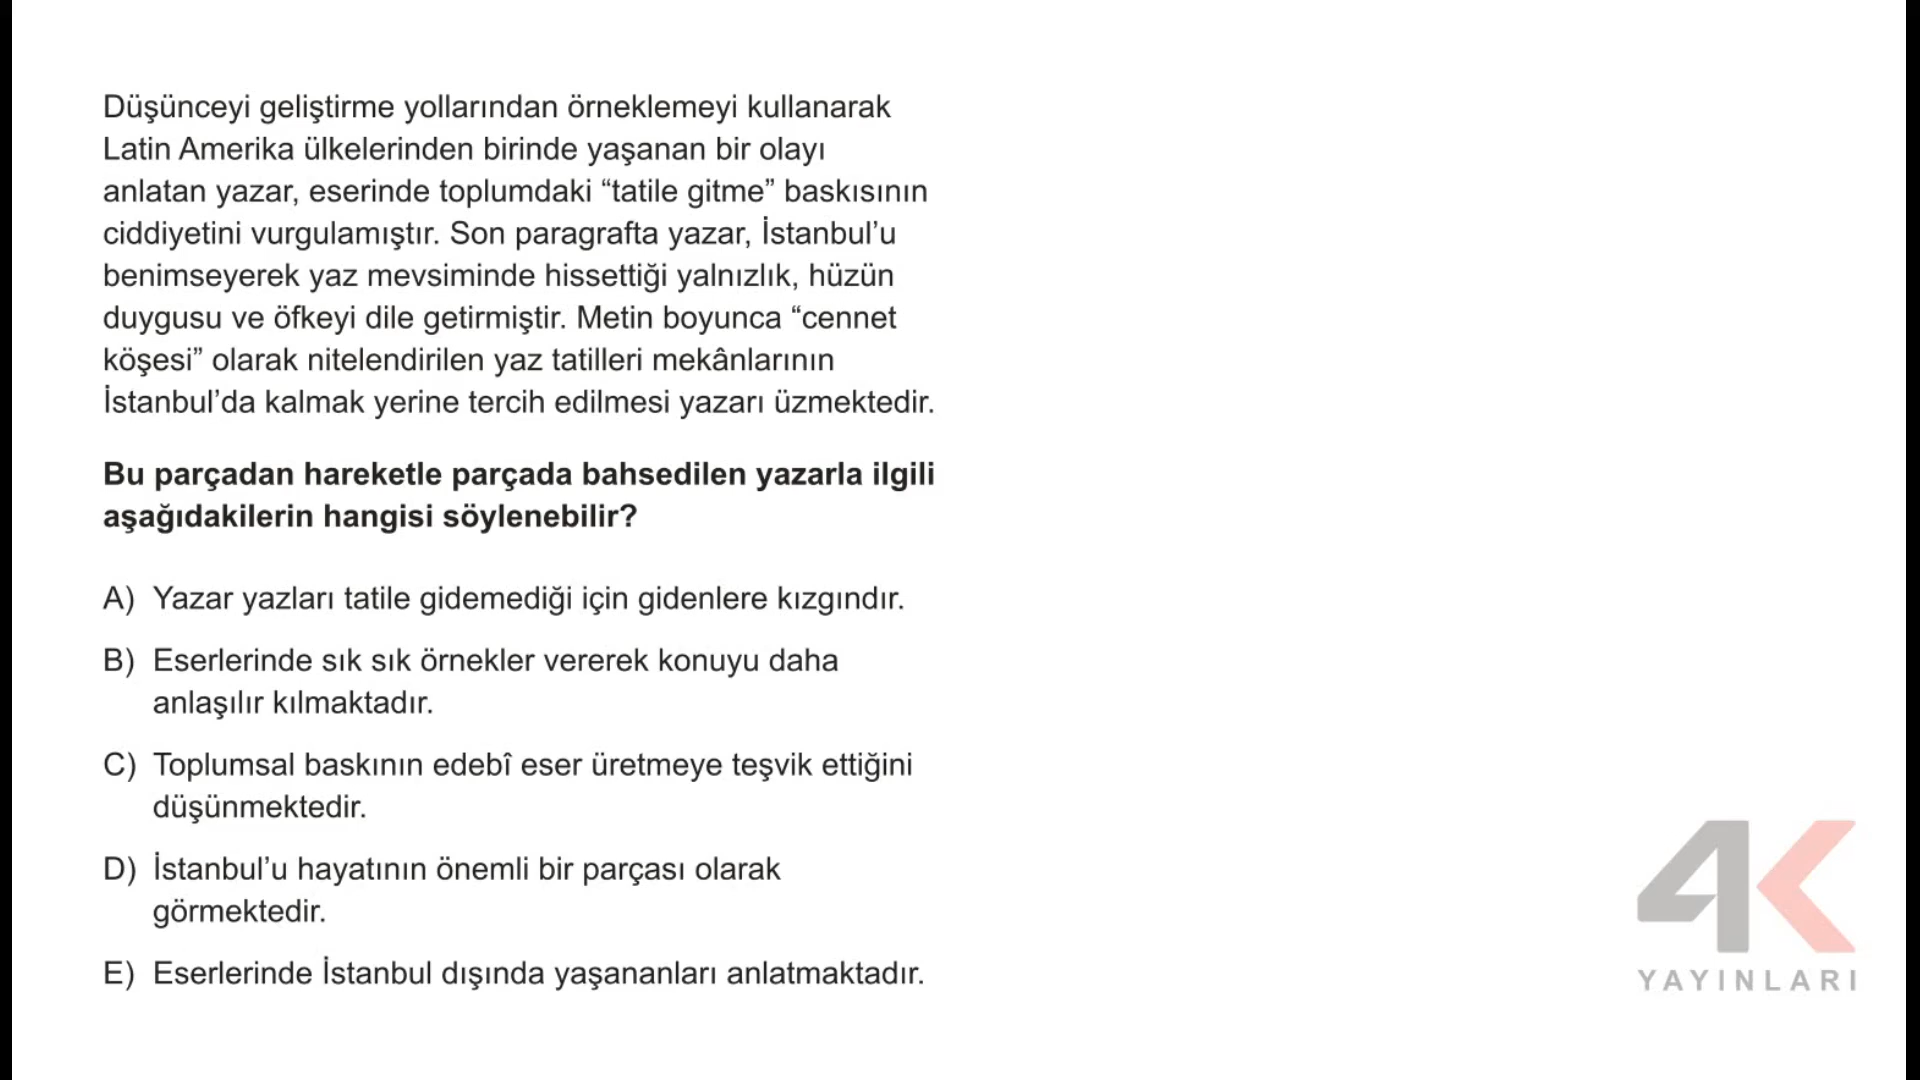 Düşünceyi geliştirme yollarından örneklemeyi kullanarak
Latin Amerika ülkelerinden birinde yaşanan bir olayı
anlatan yazar, eserinde toplumdaki “tatile gitme” baskısının
ciddiyetini vurgulamıştır. Son paragrafta yazar, İstanbul’u
benimseyerek yaz mevsiminde hissettiği yalnızlık, hüzün
duygusu ve öfkeyi dile getirmiştir. Metin boyunca “cennet
köşesi” olarak nitelendirilen yaz tatilleri mekânlarının
İstanbul’da kalmak yerine tercih edilmesi yazarı üzmektedir.
Bu parçadan hareketle parçada bahsedilen yazarla ilgili
aşağıdakilerin hangisi söylenebilir?
A) Yazar yazları tatile gidemediği için gidenlere kızgındır.
B) Eserlerinde sık sık örnekler vererek konuyu daha
anlaşılır kılmaktadır.
C) Toplumsal baskının edebî eser üretmeye teşvik ettiğini
düşünmektedir.
D) İstanbul’u hayatının önemli bir parçası olarak
görmektedir.
E) Eserlerinde İstanbul dışında yaşananları anlatmaktadır.
4K
YAYINLARI